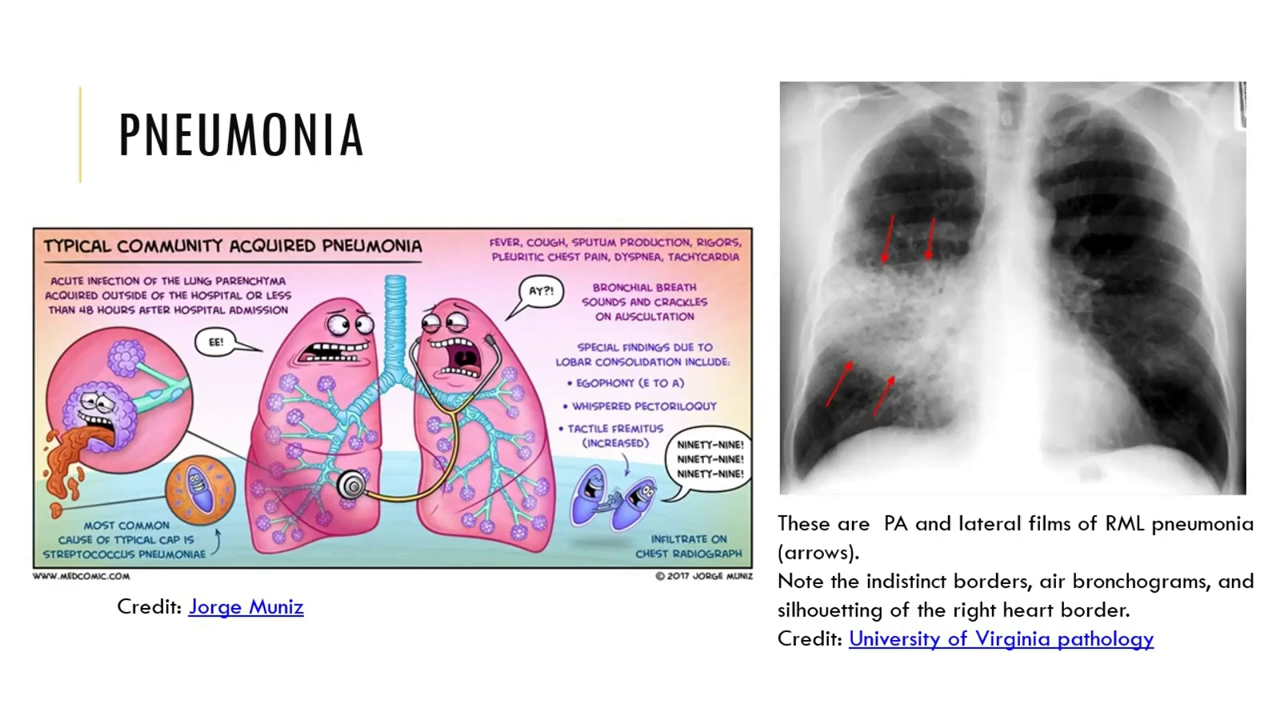 PNEUMONIA
TYPICAL COMMUNITY ACQUIRED PNEUMONIA
ACUTE INFECTION OF THE LUNG PARENCHYMA
ACQUIRED OUTSIDE OF THE HOSPITAL OR LESS
THAN 48 HOURS AFTER HOSPITAL ADMISSION
EE!
MOST COMMON
CAUSE OF TYPICAL CAP IS
STREPTOCOCCUS PNEUMONIAE
FEVER, COUGH, SPUTUM PRODUCTION, RIGORS,
PLEURITIC CHEST PAIN, DYSPNEA, TACHYCARDIA
AY?!
BRONCHIAL BREATH
SOUNDS AND CRACKLES
ON AUSCULTATION
SPECIAL FINDINGS DUE TO
LOBAR CONSOLIDATION INCLUDE:
• EGOPHONY (E TO A)
• WHISPERED PECTORILOQUY
• TACTILE FREMITUS
(INCREASED)
NINETY-NINE!
NINETY-NINE!
NINETY-NINE!
INFILTRATE ON
CHEST RADIOGRAPH
WWW.MEDCOMIC.COM
© 2017 JORGE MUNIZ
Credit: Jorge Muniz
These are PA and lateral films of RML pneumonia
(arrows).
Note the indistinct borders, air bronchograms, and
silhouetting of the right heart border.
Credit: University of Virginia pathology